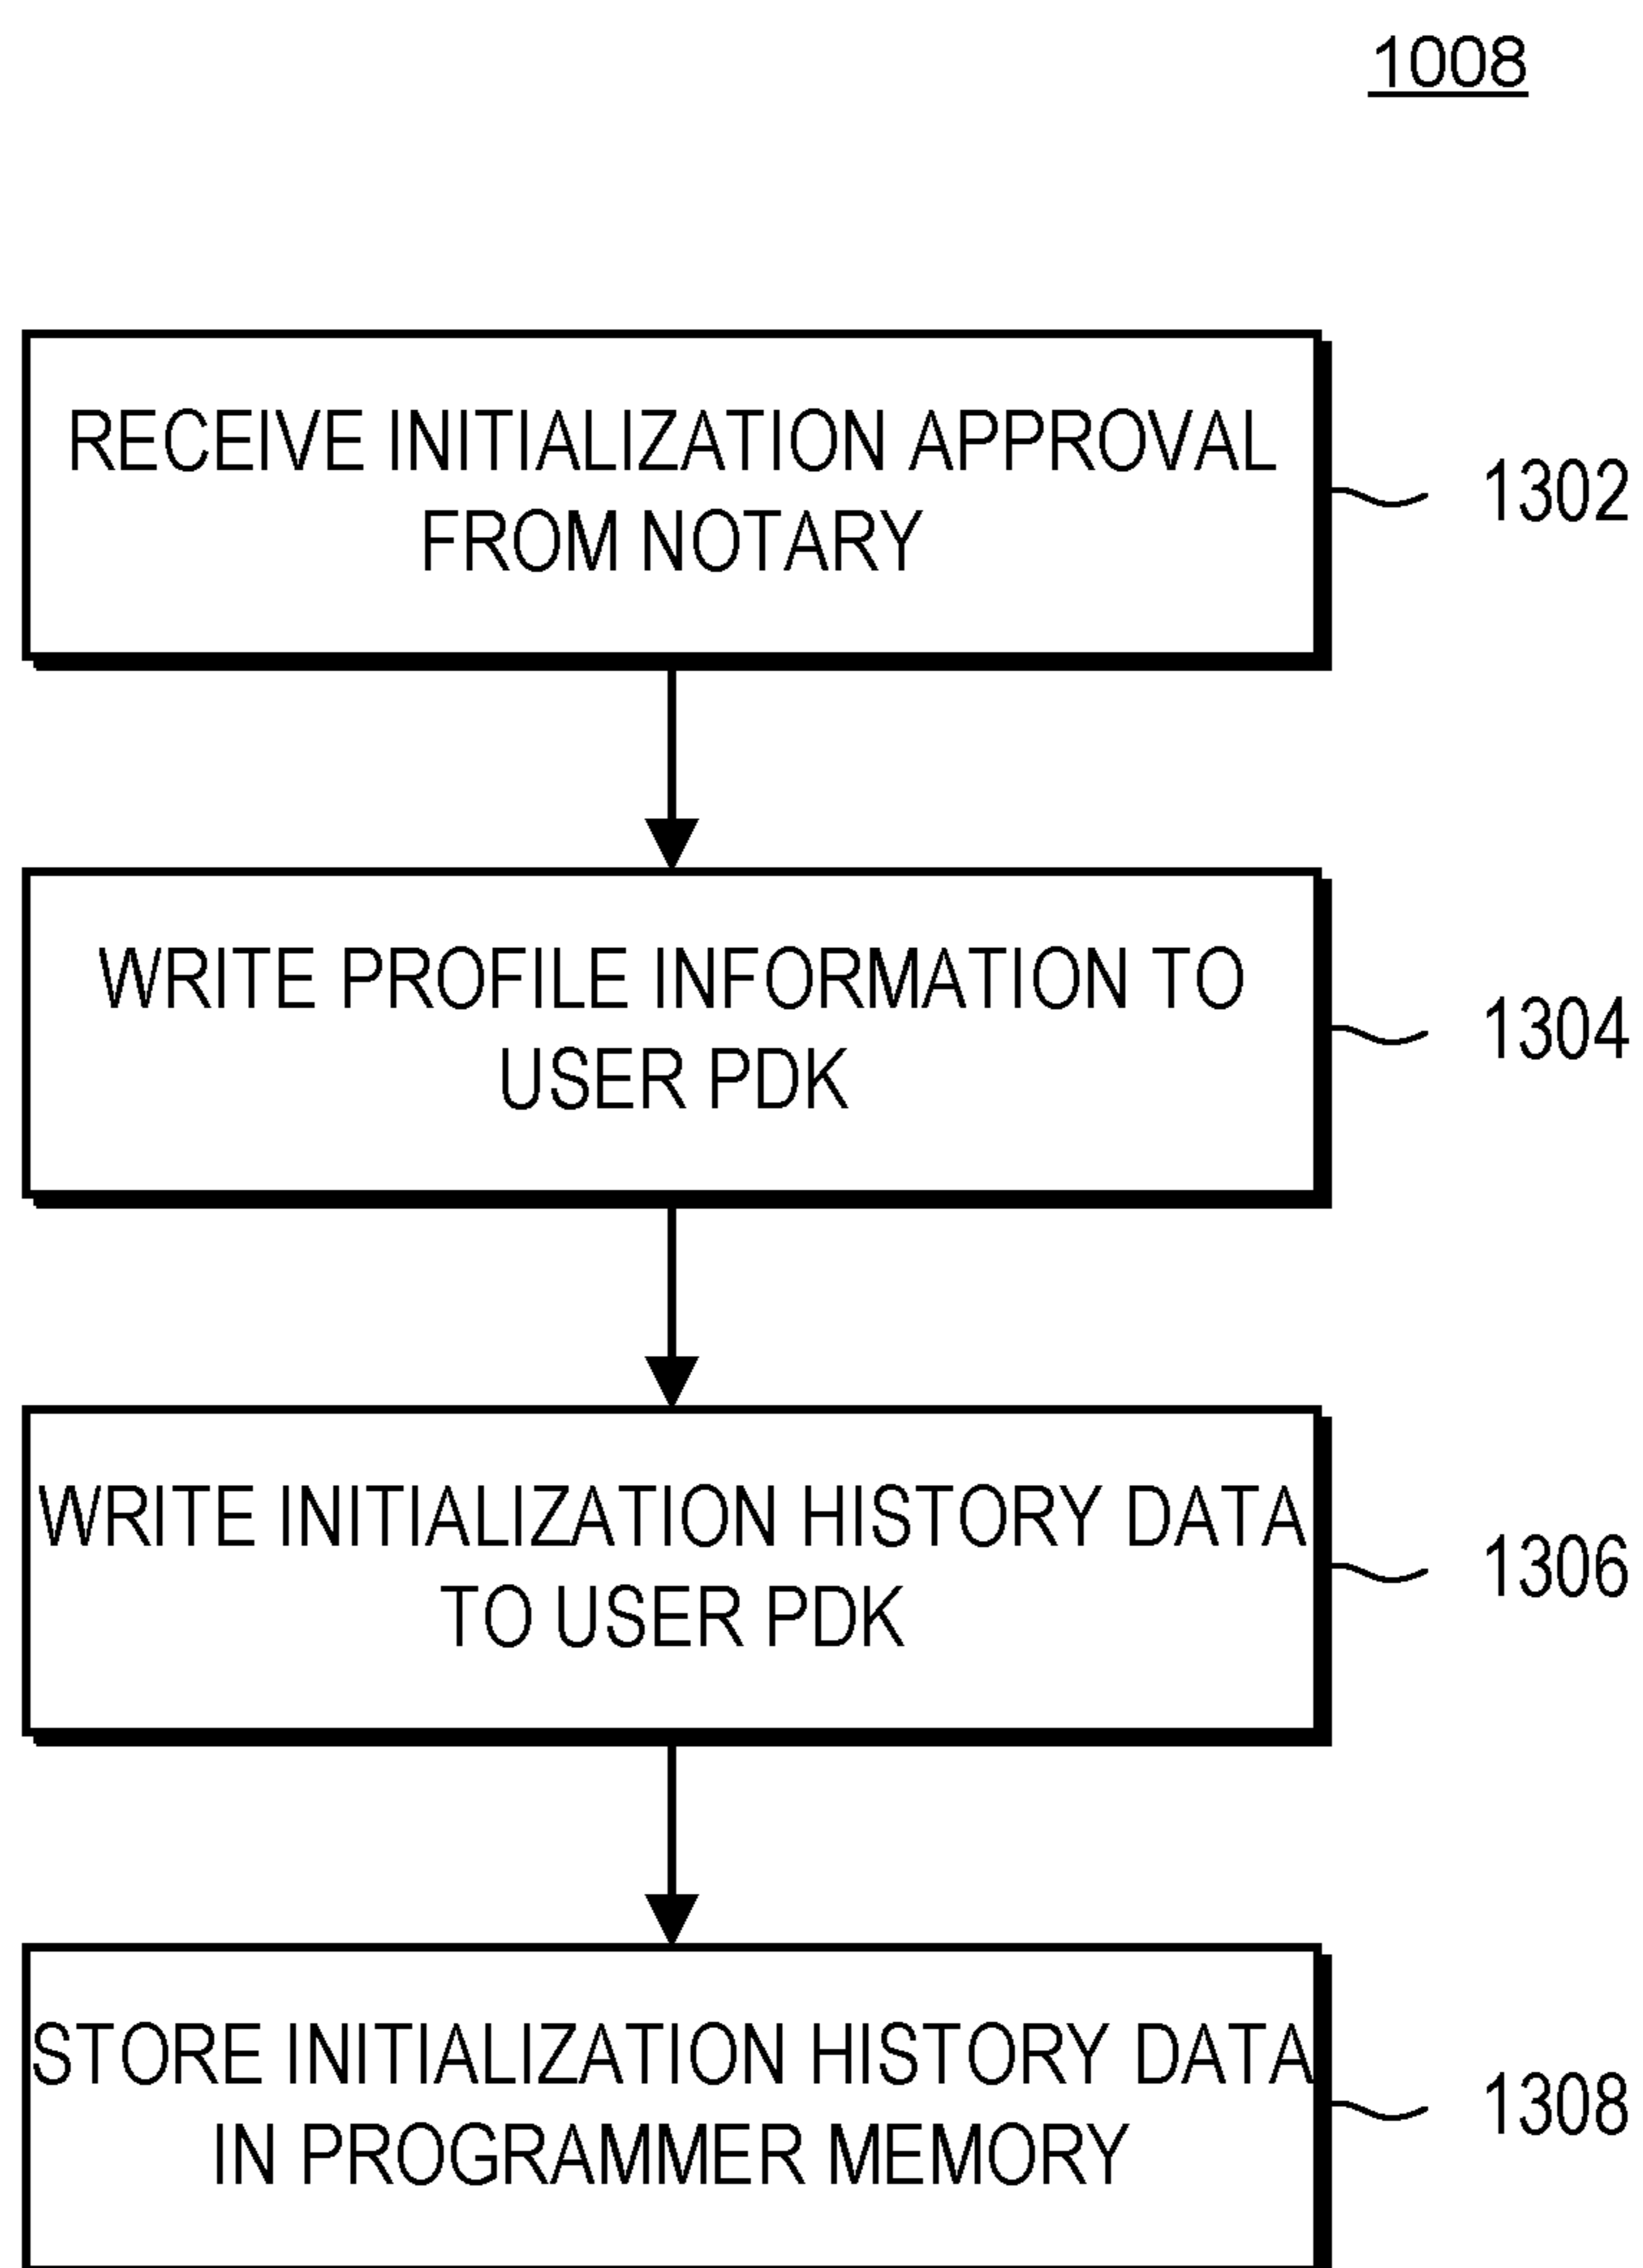 1008
RECEIVE INITIALIZATION APPROVAL
FROM NOTARY
1302
WRITE PROFILE INFORMATION TO
USER PDK
1304
WRITE INITIALIZATION HISTORY DATA
TO USER PDK
1306
STORE INITIALIZATION HISTORY DATA
IN PROGRAMMER MEMORY
1308